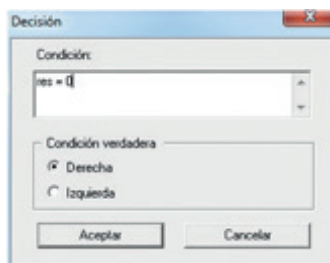 Decisión
Condición:
res = 0
Condición verdadera
Derecha
Izquierda
Aceptar
Cancelar